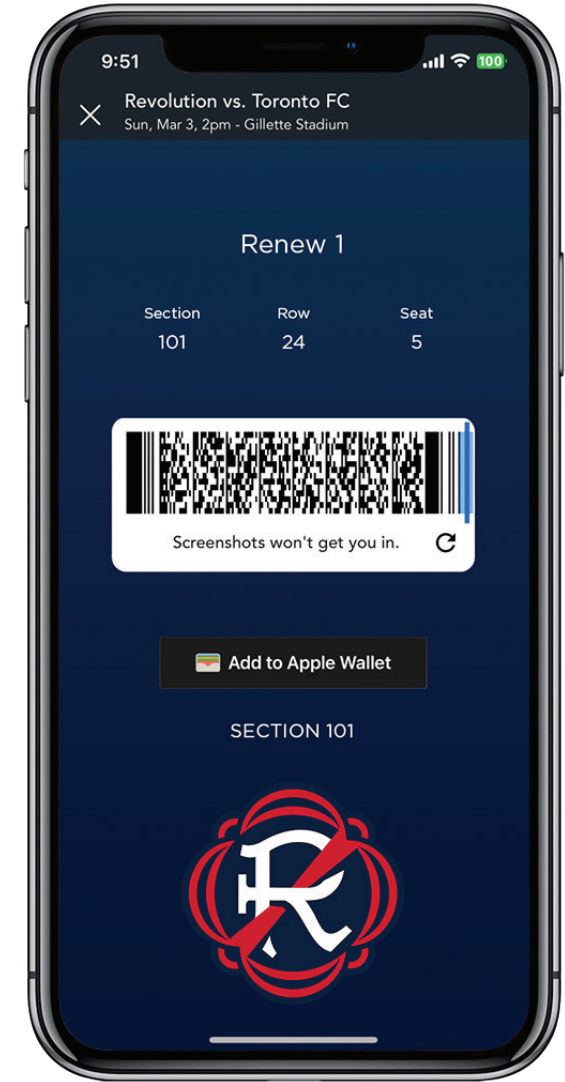 9:51
100
Revolution vs. Toronto FC
Sun, Mar 3, 2pm - Gillette Stadium
Renew 1
Section Row Seat
101 24 5
Screenshots won't get you in.
Add to Apple Wallet
SECTION 101
R